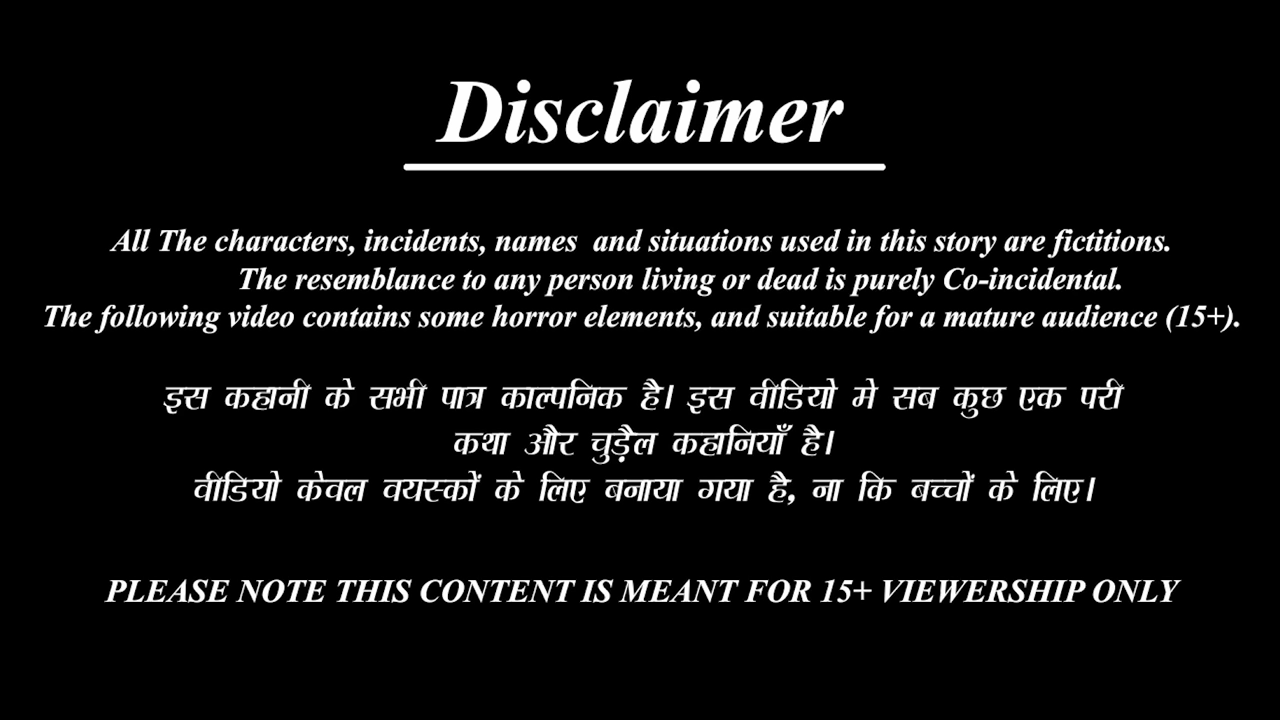 Disclaimer
All The characters, incidents, names and situations used in this story are fictitions.
The resemblance to any person living or dead is purely Co-incidental.
The following video contains some horror elements, and suitable for a mature audience (15+).
इस कहानी के सभी पात्र काल्पनिक है। इस वीडियो मे सब कुछ एक परी
कथा और चुड़ैल कहानियाँ है।
वीडियो केवल वयस्कों के लिए बनाया गया है, ना कि बच्चों के लिए।
PLEASE NOTE THIS CONTENT IS MEANT FOR 15+ VIEWERSHIP ONLY